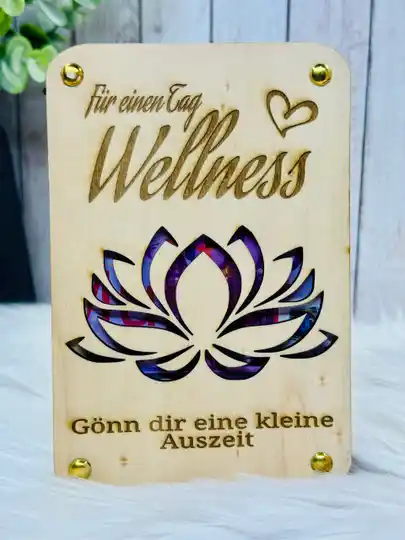 Für einen Tag
Wellness
Gönn dir eine kleine
Auszeit